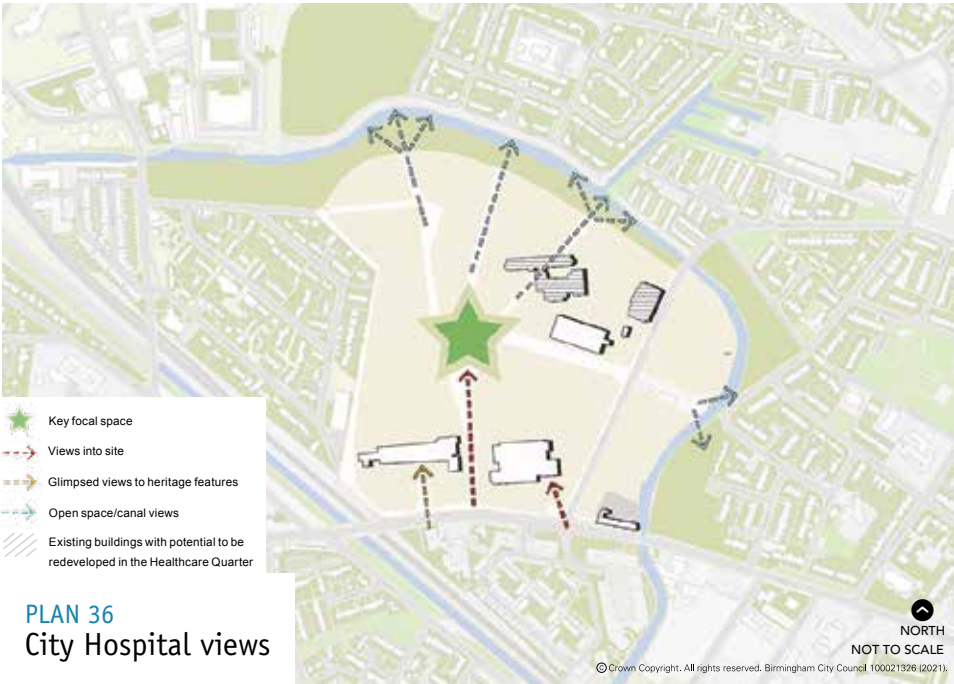 Key focal space
Views into site
Glimpsed views to heritage features
Open space/canal views
Existing buildings with potential to be
redeveloped in the Healthcare Quarter
PLAN 36
City Hospital views
NORTH
NOT TO SCALE
© Crown Copyright. All rights reserved. Birmingham City Council 100021326 (2021).